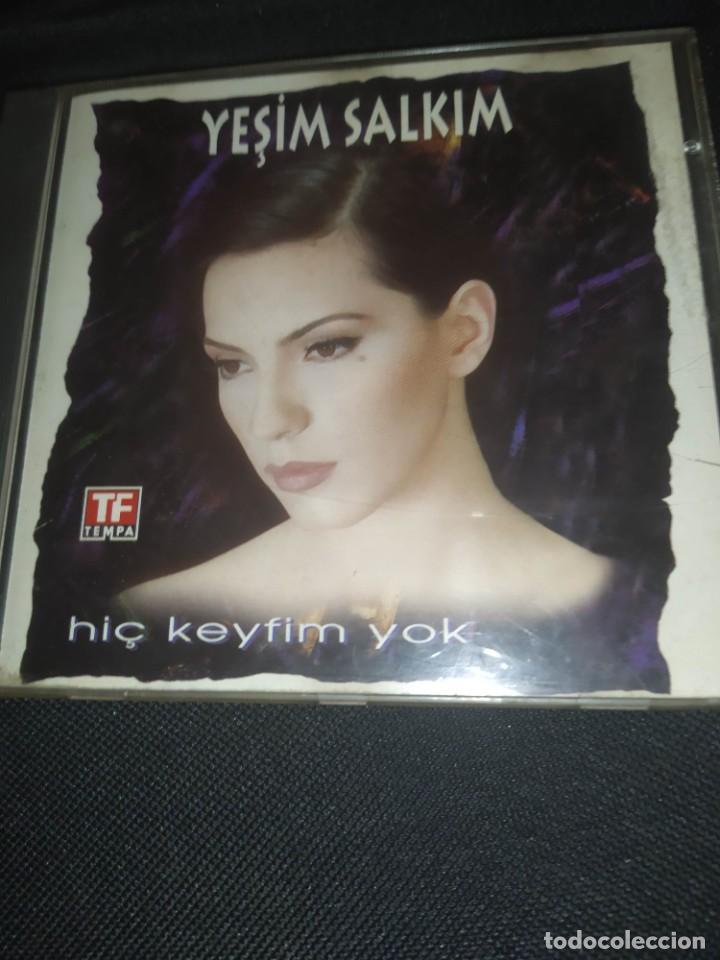 YEŞİM SALKIM
TF
TEMPA
hiç keyfim yok
todocoleccion